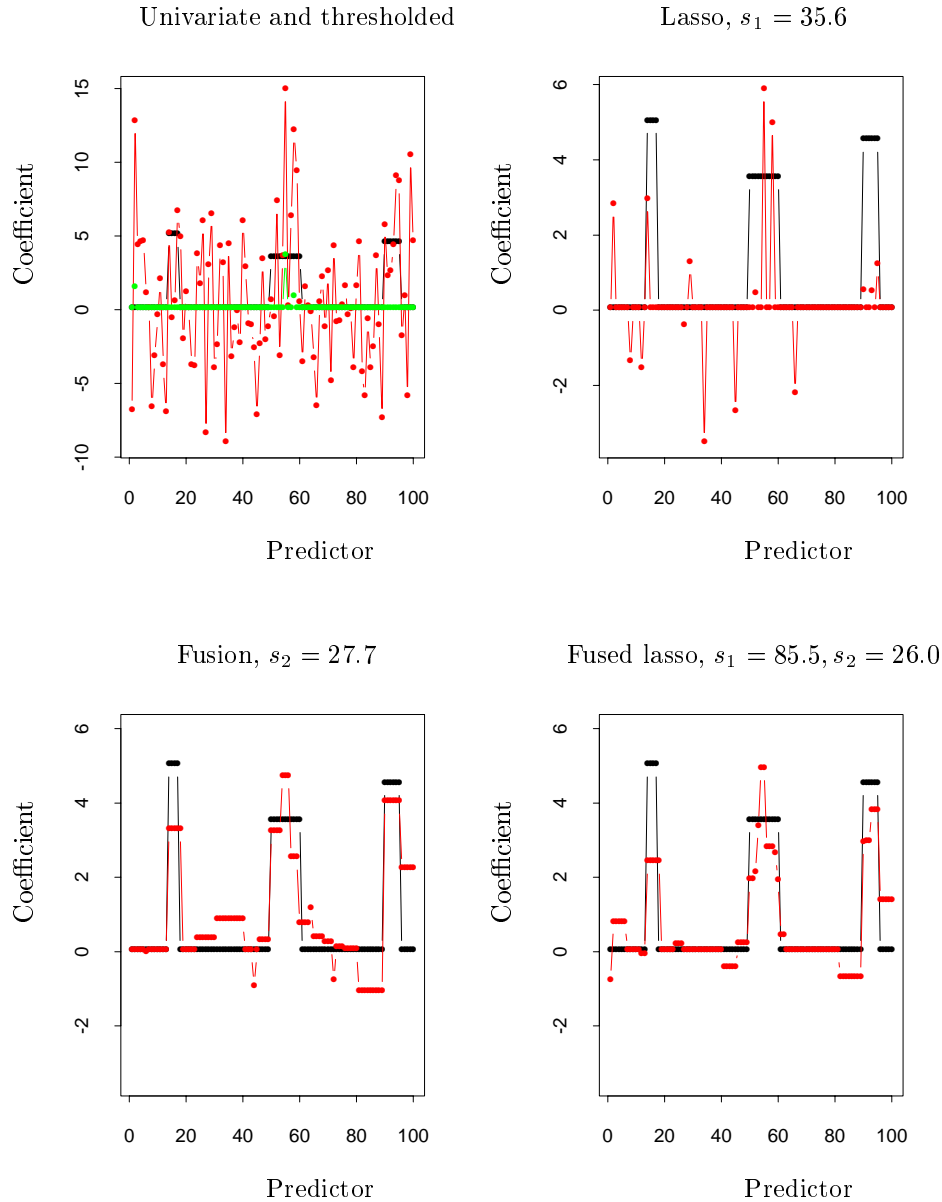 Univariate and thresholded
Coefficient
15
10
5
0
-5
-10
0 20 40 60 80 100
Predictor
Lasso, s₁ = 35.6
Coefficient
6
4
2
0
-2
0 20 40 60 80 100
Predictor
Fusion, s₂ = 27.7
Coefficient
6
4
2
0
-2
0 20 40 60 80 100
Predictor
Fused lasso, s₁ = 85.5, s₂ = 26.0
Coefficient
6
4
2
0
-2
0 20 40 60 80 100
Predictor